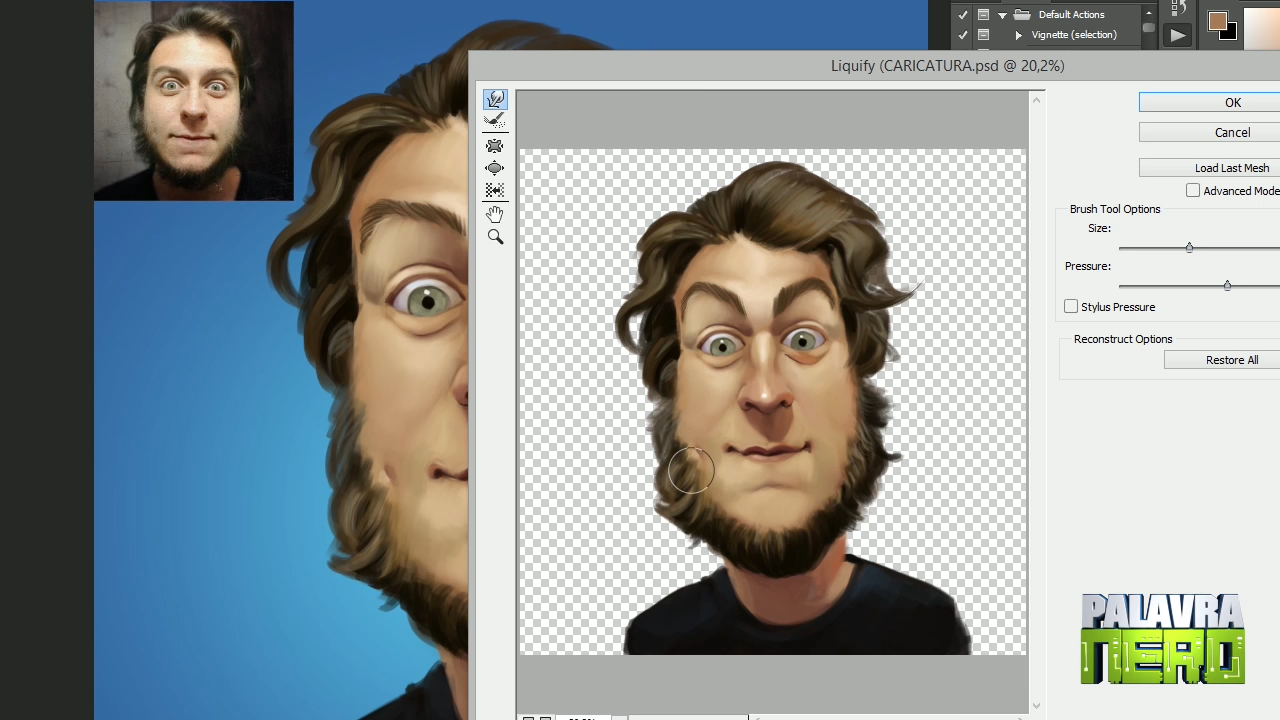 Default Actions
Vignette (selection)
Liquify (CARICATURA.psd @ 20,2%)
OK
Cancel
Load Last Mesh
Advanced Mode
Brush Tool Options
Size:
Pressure:
Stylus Pressure
Reconstruct Options
Restore All
PALAVRA
NERD